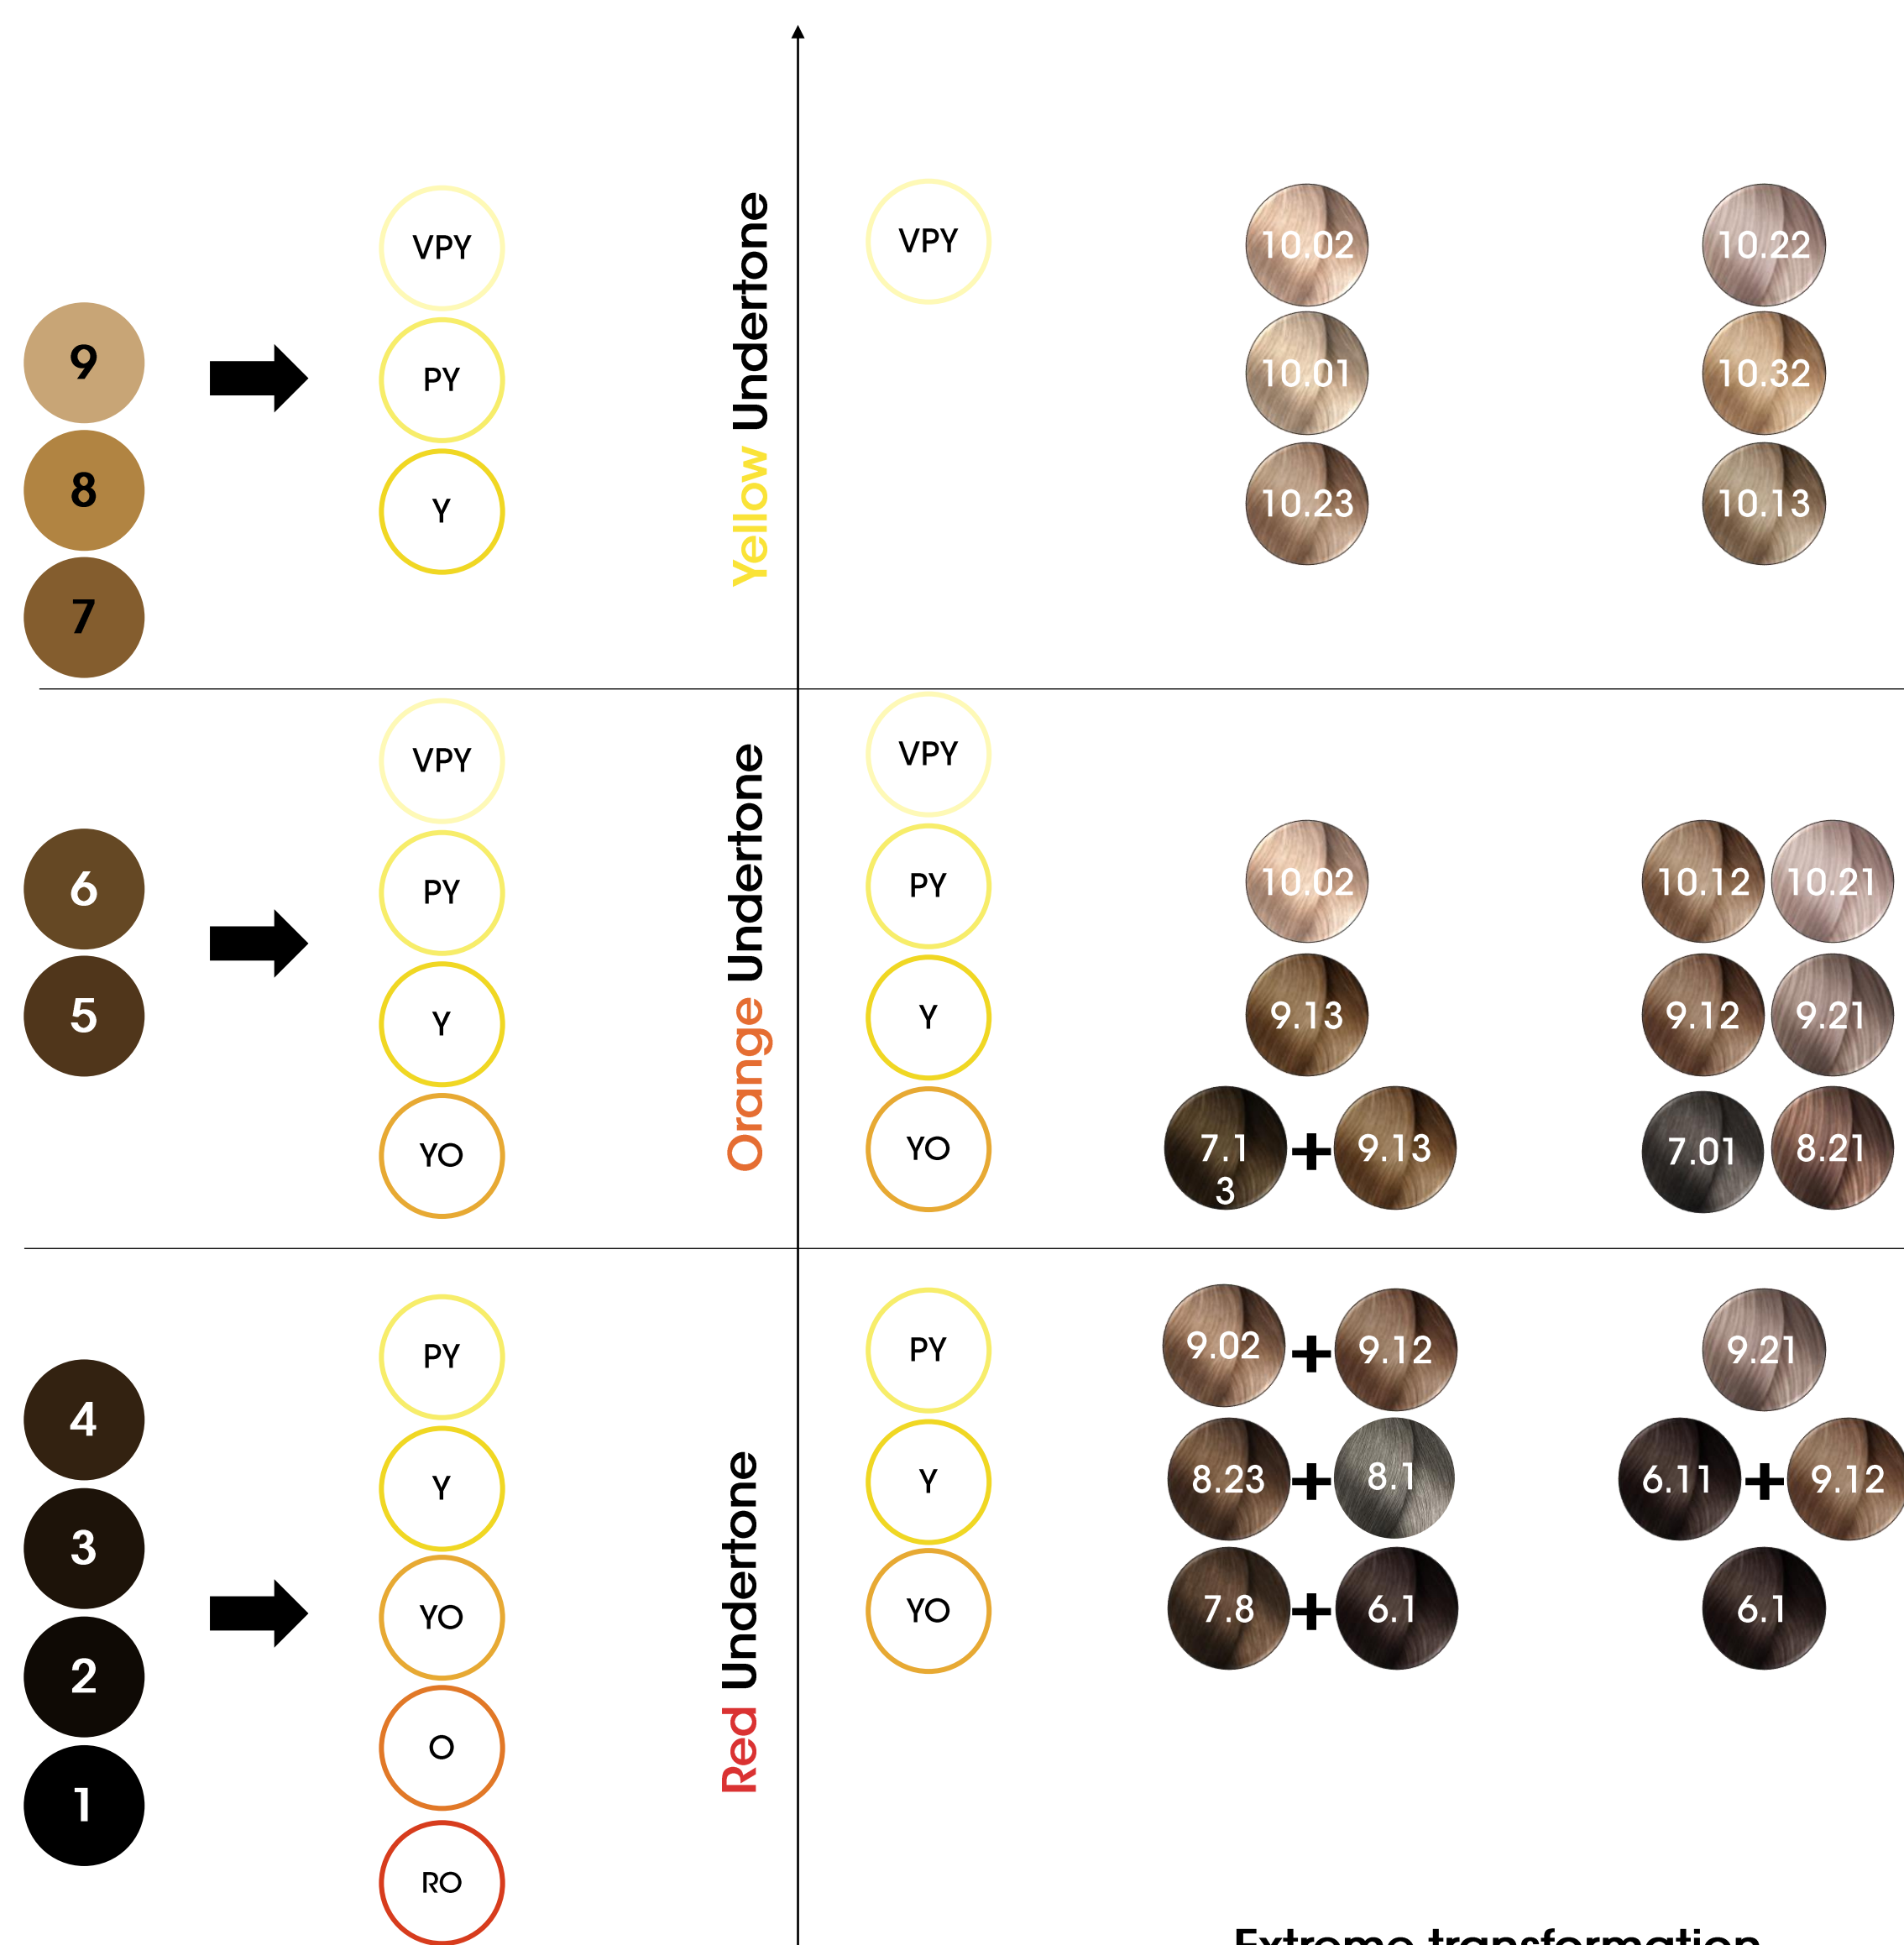 9
8
7
VPY
PY
Y
Yellow Undertone
VPY
10.02
10.22
10.01
10.32
10.23
10.13
6
5
VPY
PY
Y
YO
Orange Undertone
VPY
PY
10.02
10.12 10.21
Y
9.13
9.12 9.21
YO
7.1
3
+ 9.13
7.01 8.21
4
3
2
1
PY
Y
YO
O
RO
Red Undertone
PY
9.02 + 9.12
9.21
Y
8.23 + 8.1
6.11 + 9.12
YO
7.8 + 6.1
6.1
Extreme transformation